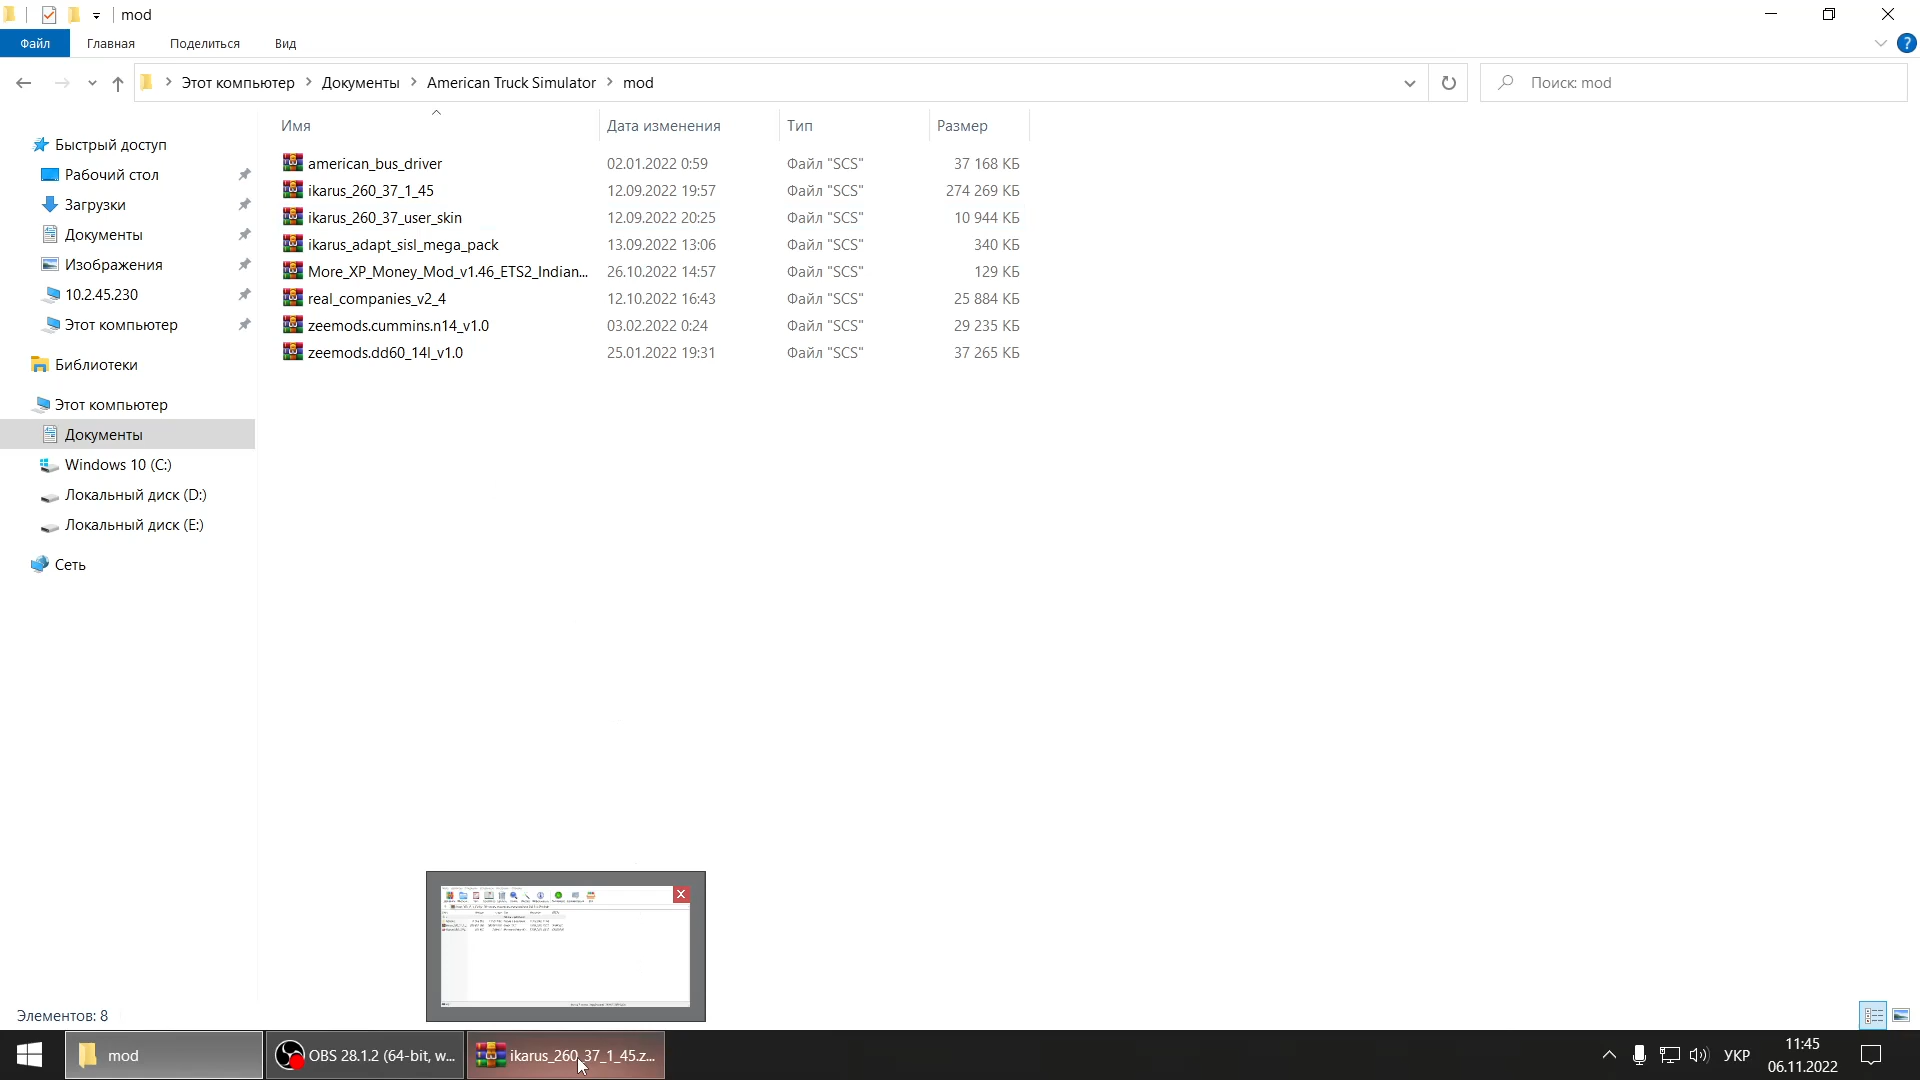 mod
Файл
Главная
Поделиться
Вид
Этот компьютер
Документы
American Truck Simulator
mod
Поиск: mod
Быстрый доступ
Рабочий стол
Загрузки
Документы
Изображения
10.2.45.230
Этот компьютер
Библиотеки
Этот компьютер
Документы
Windows 10 (C:)
Локальный диск (D:)
Локальный диск (E:)
Сеть
Имя Дата изменения Тип Размер
american_bus_driver 02.01.2022 0:59 Файл "SCS" 37 168 КБ
ikarus_260_37_1_45 12.09.2022 19:57 Файл "SCS" 274 269 КБ
ikarus_260_37_user_skin 12.09.2022 20:25 Файл "SCS" 10 944 КБ
ikarus_adapt_sisl_mega_pack 13.09.2022 13:06 Файл "SCS" 340 КБ
More_XP_Money_Mod_v1.46_ETS2_Indian... 26.10.2022 14:57 Файл "SCS" 129 КБ
real_companies_v2_4 12.10.2022 16:43 Файл "SCS" 25 884 КБ
zeemods.cummins.n14_v1.0 03.02.2022 0:24 Файл "SCS" 29 235 КБ
zeemods.dd60_14l_v1.0 25.01.2022 19:31 Файл "SCS" 37 265 КБ
Элементов: 8
mod
OBS 28.1.2 (64-bit, w...
ikarus_260_37_1_45.z...
УКР
11:45
06.11.2022